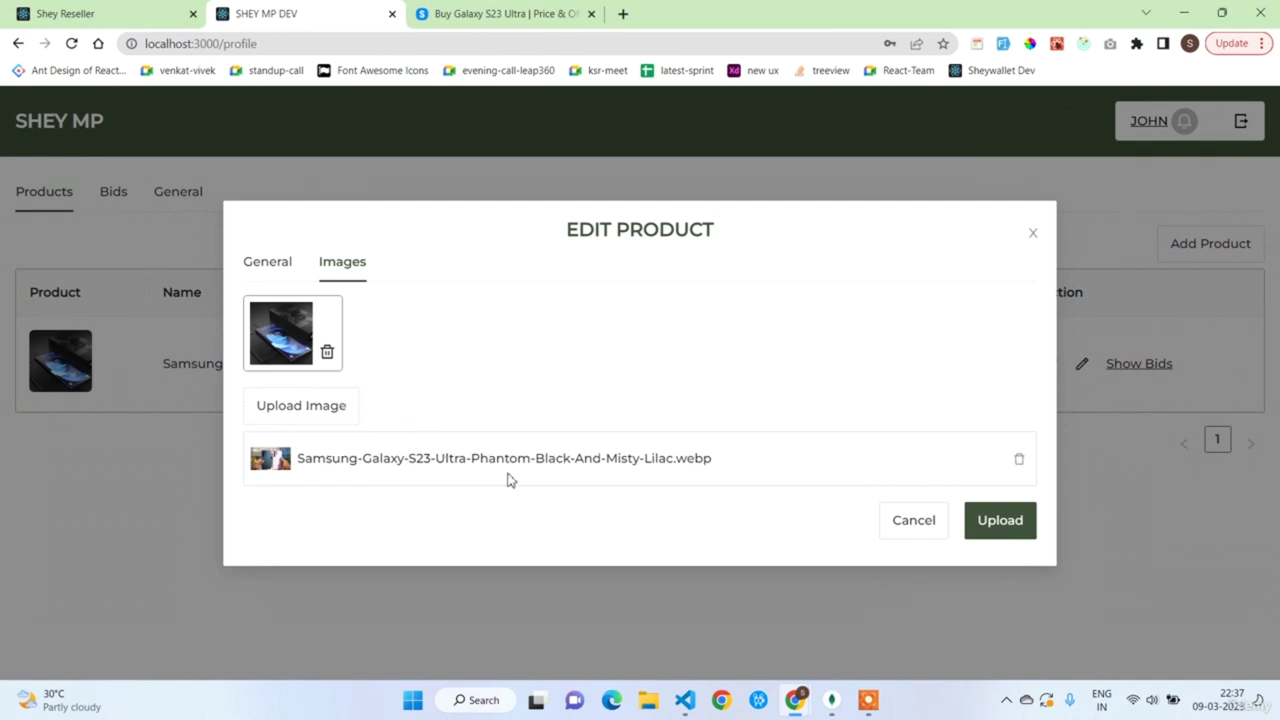 Shey Reseller
SHEY MP DEV
Buy Galaxy S23 Ultra | Price & Of
localhost:3000/profile
S
Update
Ant Design of React...
venkat-vivek
standup-call
Font Awesome Icons
evening-call-leap360
ksr-meet
latest-sprint
Xd
new ux
treeview
React-Team
Sheywallet Dev
SHEY MP
JOHN
Products
Bids
General
EDIT PRODUCT
X
General
Images
Add Product
Product
Name
ction
Samsung
Show Bids
Upload Image
Samsung-Galaxy-S23-Ultra-Phantom-Black-And-Misty-Lilac.webp
Cancel
Upload
1
30°C
Partly cloudy
Search
ENG
IN
22:37
09-03-2023